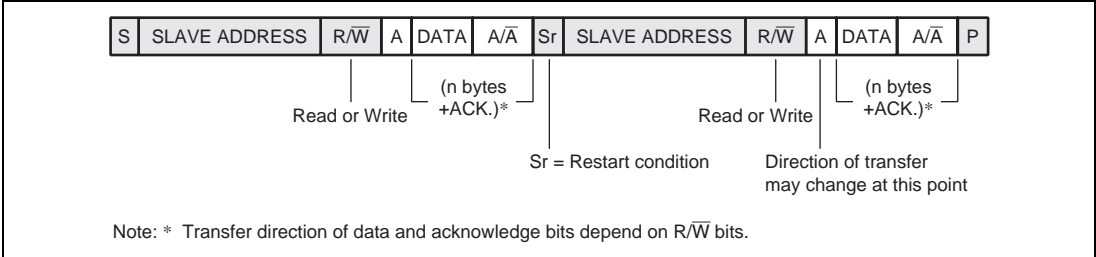 S SLAVE ADDRESS R/W̅ A DATA A/A̅ Sr SLAVE ADDRESS R/W̅ A DATA A/A̅ P
(n bytes +ACK.)* (n bytes +ACK.)*
Read or Write Read or Write
Sr = Restart condition Direction of transfer
may change at this point
Note: * Transfer direction of data and acknowledge bits depend on R/W̅ bits.